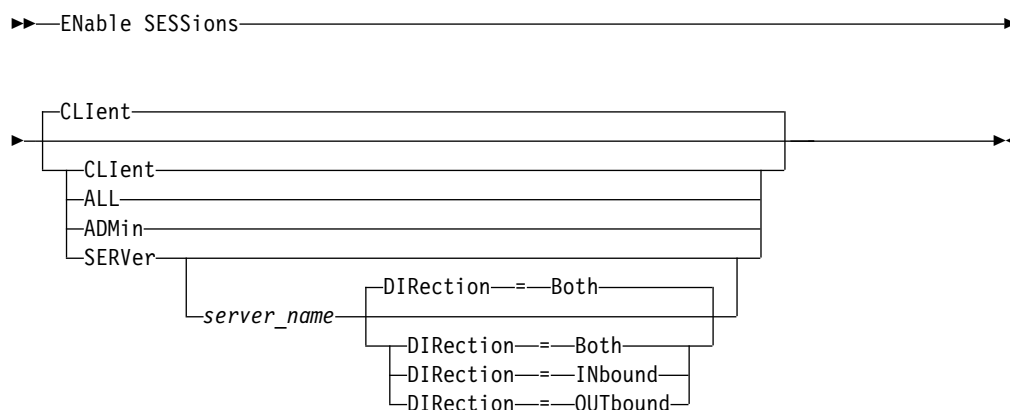 ENable SESSions
CLIent
CLIent
ALL
ADMin
SERVer
DIRection = Both
server_name
DIRection = Both
DIRection = INbound
DIRection = OUTbound